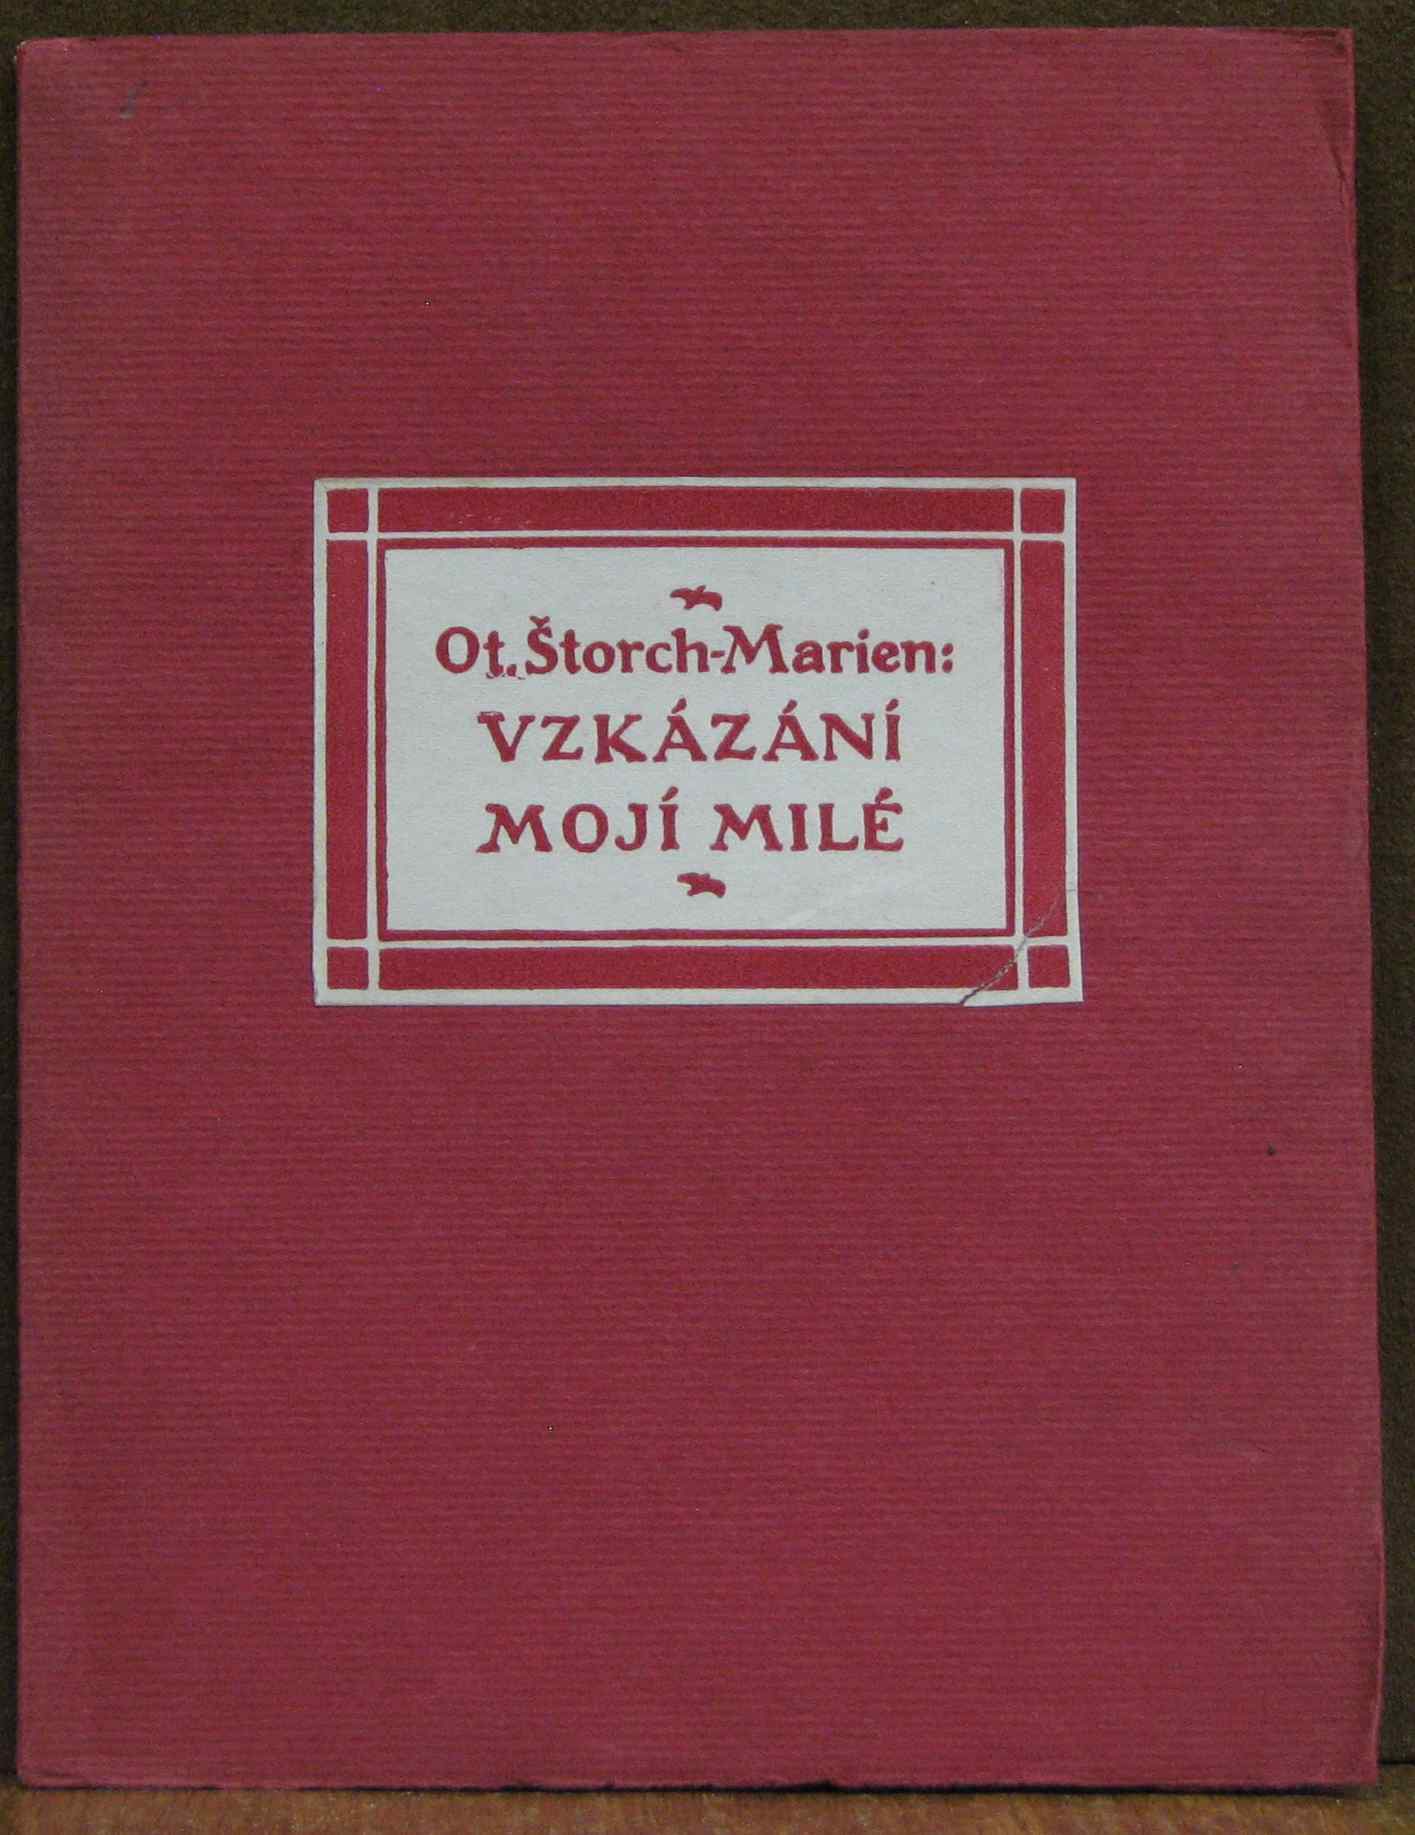 Ot. Štorch-Marien:
VZKÁZÁNÍ
MOJÍ MILÉ